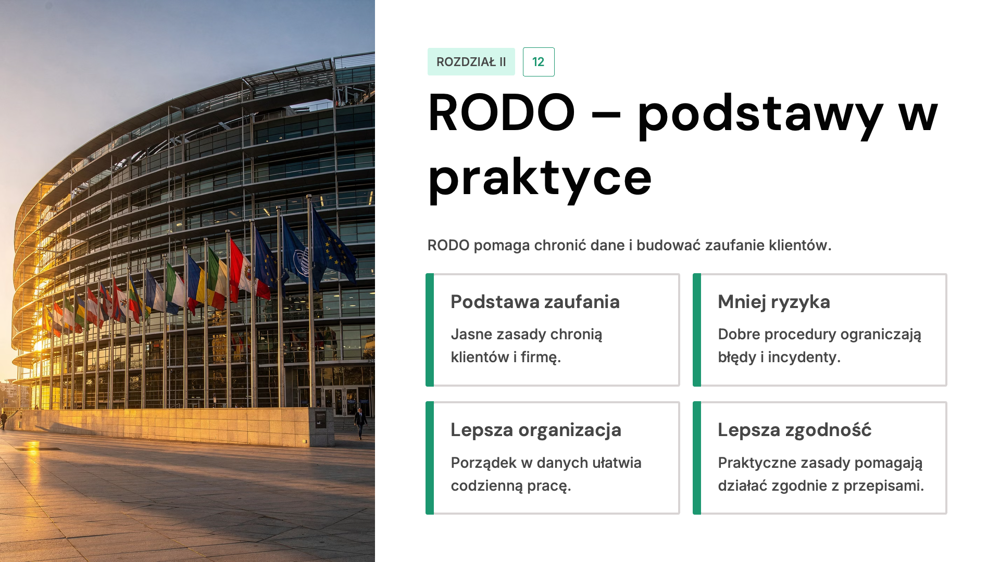 ROZDZIAŁ II 12
RODO – podstawy w
praktyce
RODO pomaga chronić dane i budować zaufanie klientów.
Podstawa zaufania
Jasne zasady chronią
klientów i firmę.
Mniej ryzyka
Dobre procedury ograniczają
błędy i incydenty.
Lepsza organizacja
Porządek w danych ułatwia
codzienną pracę.
Lepsza zgodność
Praktyczne zasady pomagają
działać zgodnie z przepisami.